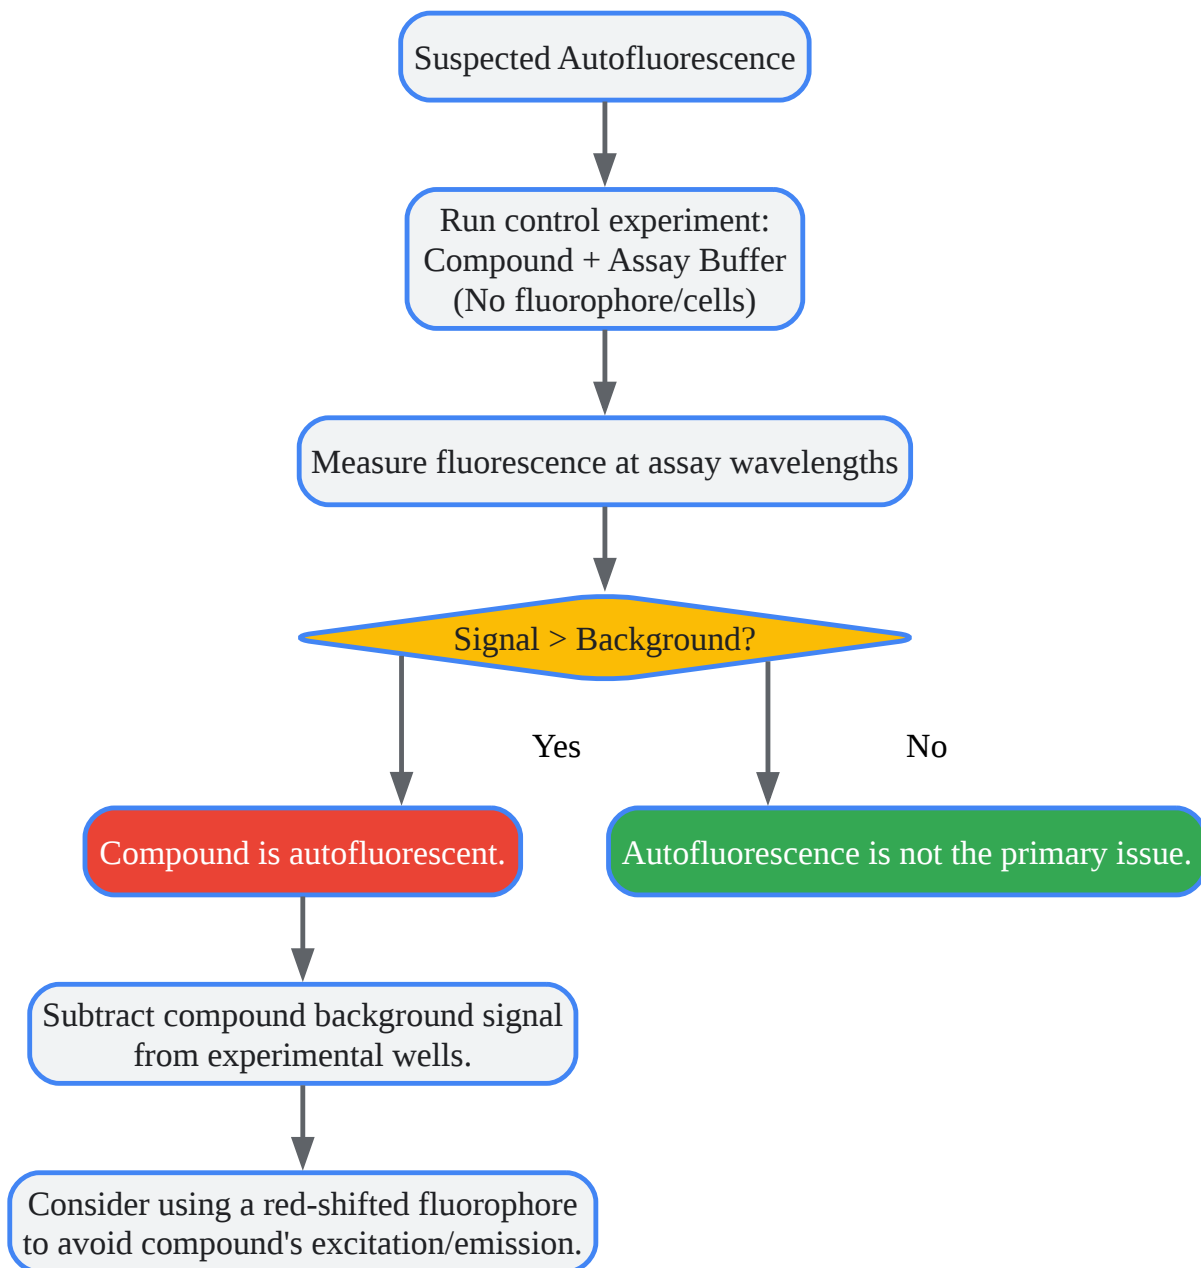 Suspected Autofluorescence
Run control experiment:
Compound + Assay Buffer
(No fluorophore/cells)
Measure fluorescence at assay wavelengths
Signal > Background?
Yes
No
Compound is autofluorescent.
Autofluorescence is not the primary issue.
Subtract compound background signal
from experimental wells.
Consider using a red-shifted fluorophore
to avoid compound's excitation/emission.